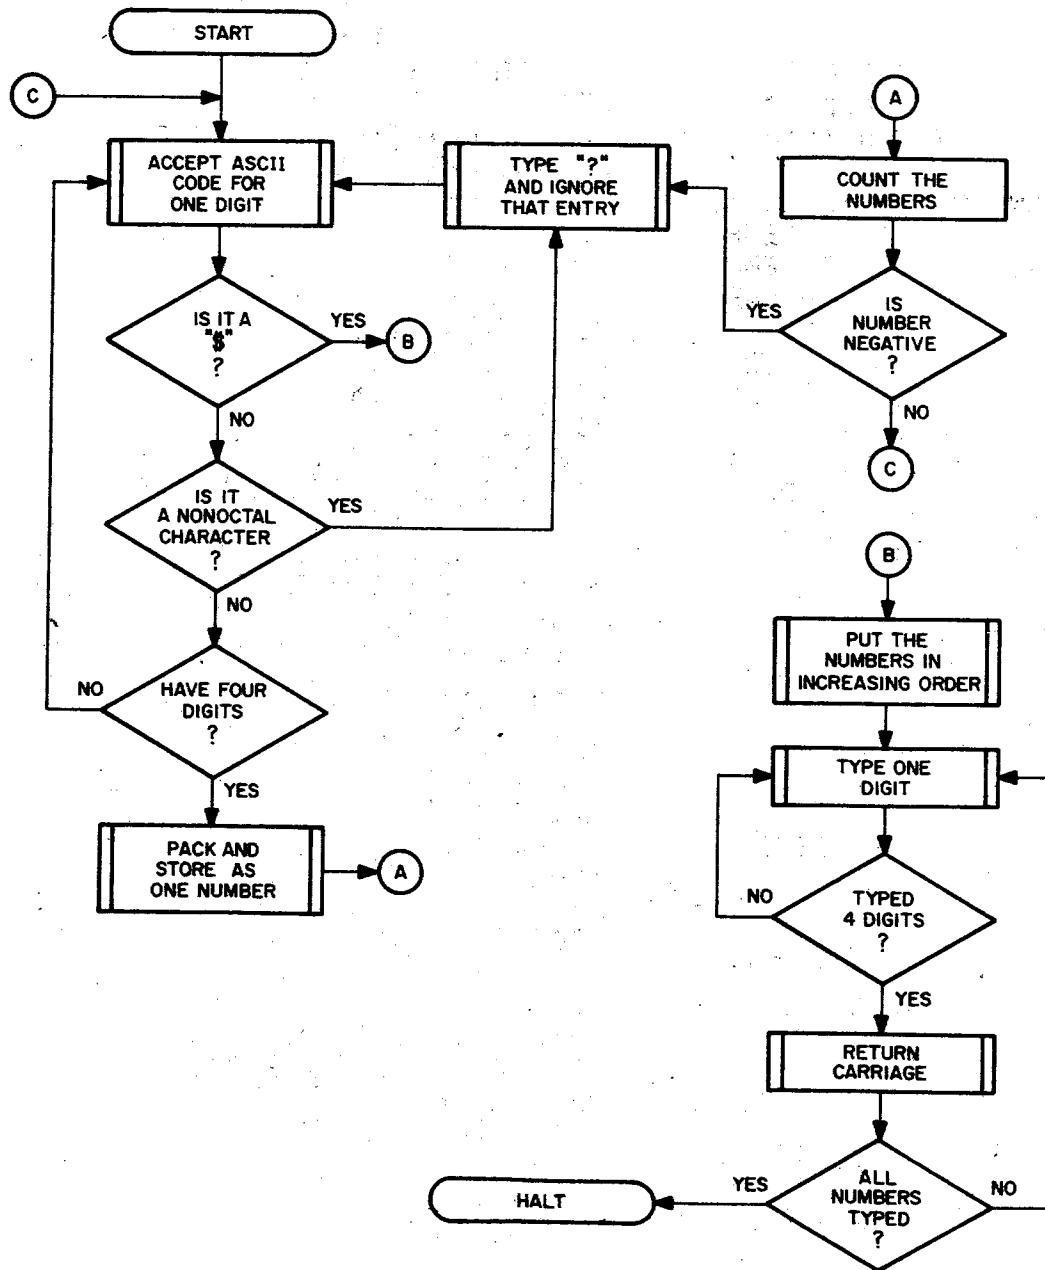 START
C
ACCEPT ASCII
CODE FOR
ONE DIGIT
IS IT A
"$"
?
YES
B
NO
IS IT
A NONOCTAL
CHARACTER
?
YES
NO
HAVE FOUR
DIGITS
?
NO
YES
PACK AND
STORE AS
ONE NUMBER
A
TYPE "?"
AND IGNORE
THAT ENTRY
A
COUNT THE
NUMBERS
IS
NUMBER
NEGATIVE
?
YES
NO
C
B
PUT THE
NUMBERS IN
INCREASING ORDER
TYPE ONE
DIGIT
TYPED
4 DIGITS
?
NO
YES
RETURN
CARRIAGE
ALL
NUMBERS
TYPED
?
YES
NO
HALT